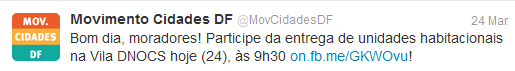 MOV.
CIDADES
DF
Movimento Cidades DF @MovCidadesDF 24 Mar
Bom dia, moradores! Participe da entrega de unidades habitacionais
na Vila DNOCS hoje (24), às 9h30 on.fb.me/GKWOvu!